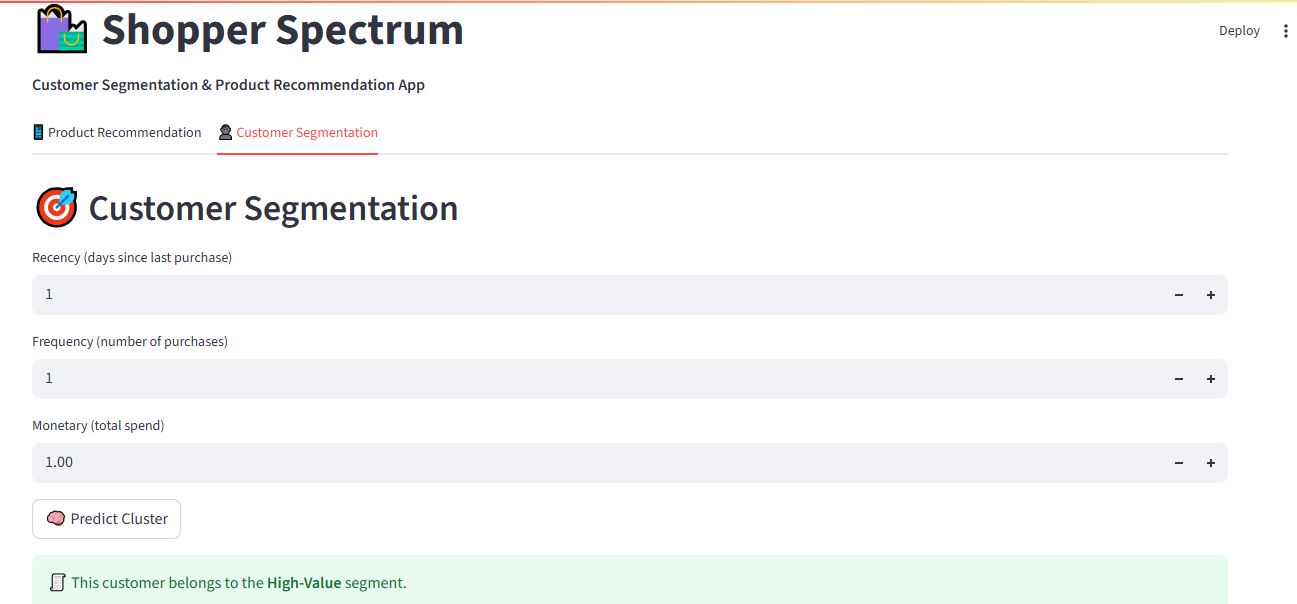 Shopper Spectrum
Deploy
Customer Segmentation & Product Recommendation App
Product Recommendation
Customer Segmentation
Customer Segmentation
Recency (days since last purchase)
1
Frequency (number of purchases)
1
Monetary (total spend)
1.00
Predict Cluster
This customer belongs to the High-Value segment.